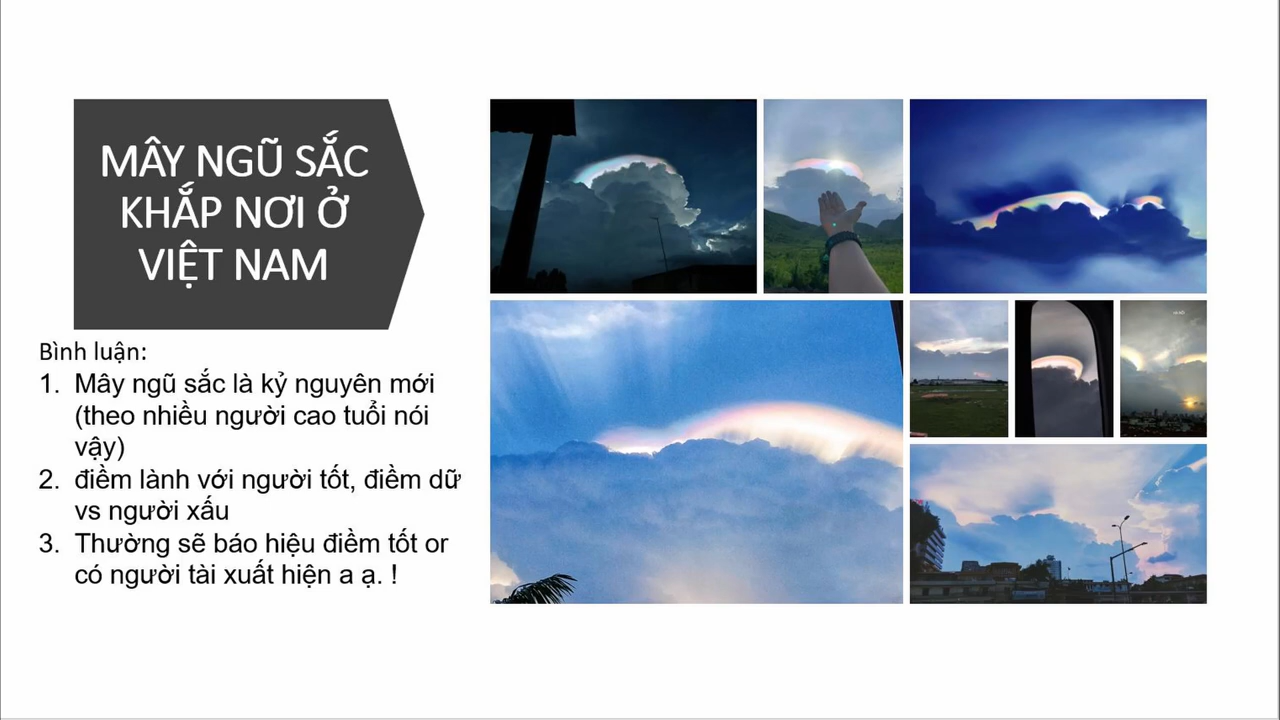 MÂY NGŨ SẮC
KHẮP NƠI Ở
VIỆT NAM
Bình luận:
1. Mây ngũ sắc là kỷ nguyên mới
(theo nhiều người cao tuổi nói
vậy)
2. điềm lành với người tốt, điềm dữ
vs người xấu
3. Thường sẽ báo hiệu điềm tốt or
có người tài xuất hiện a ạ. !